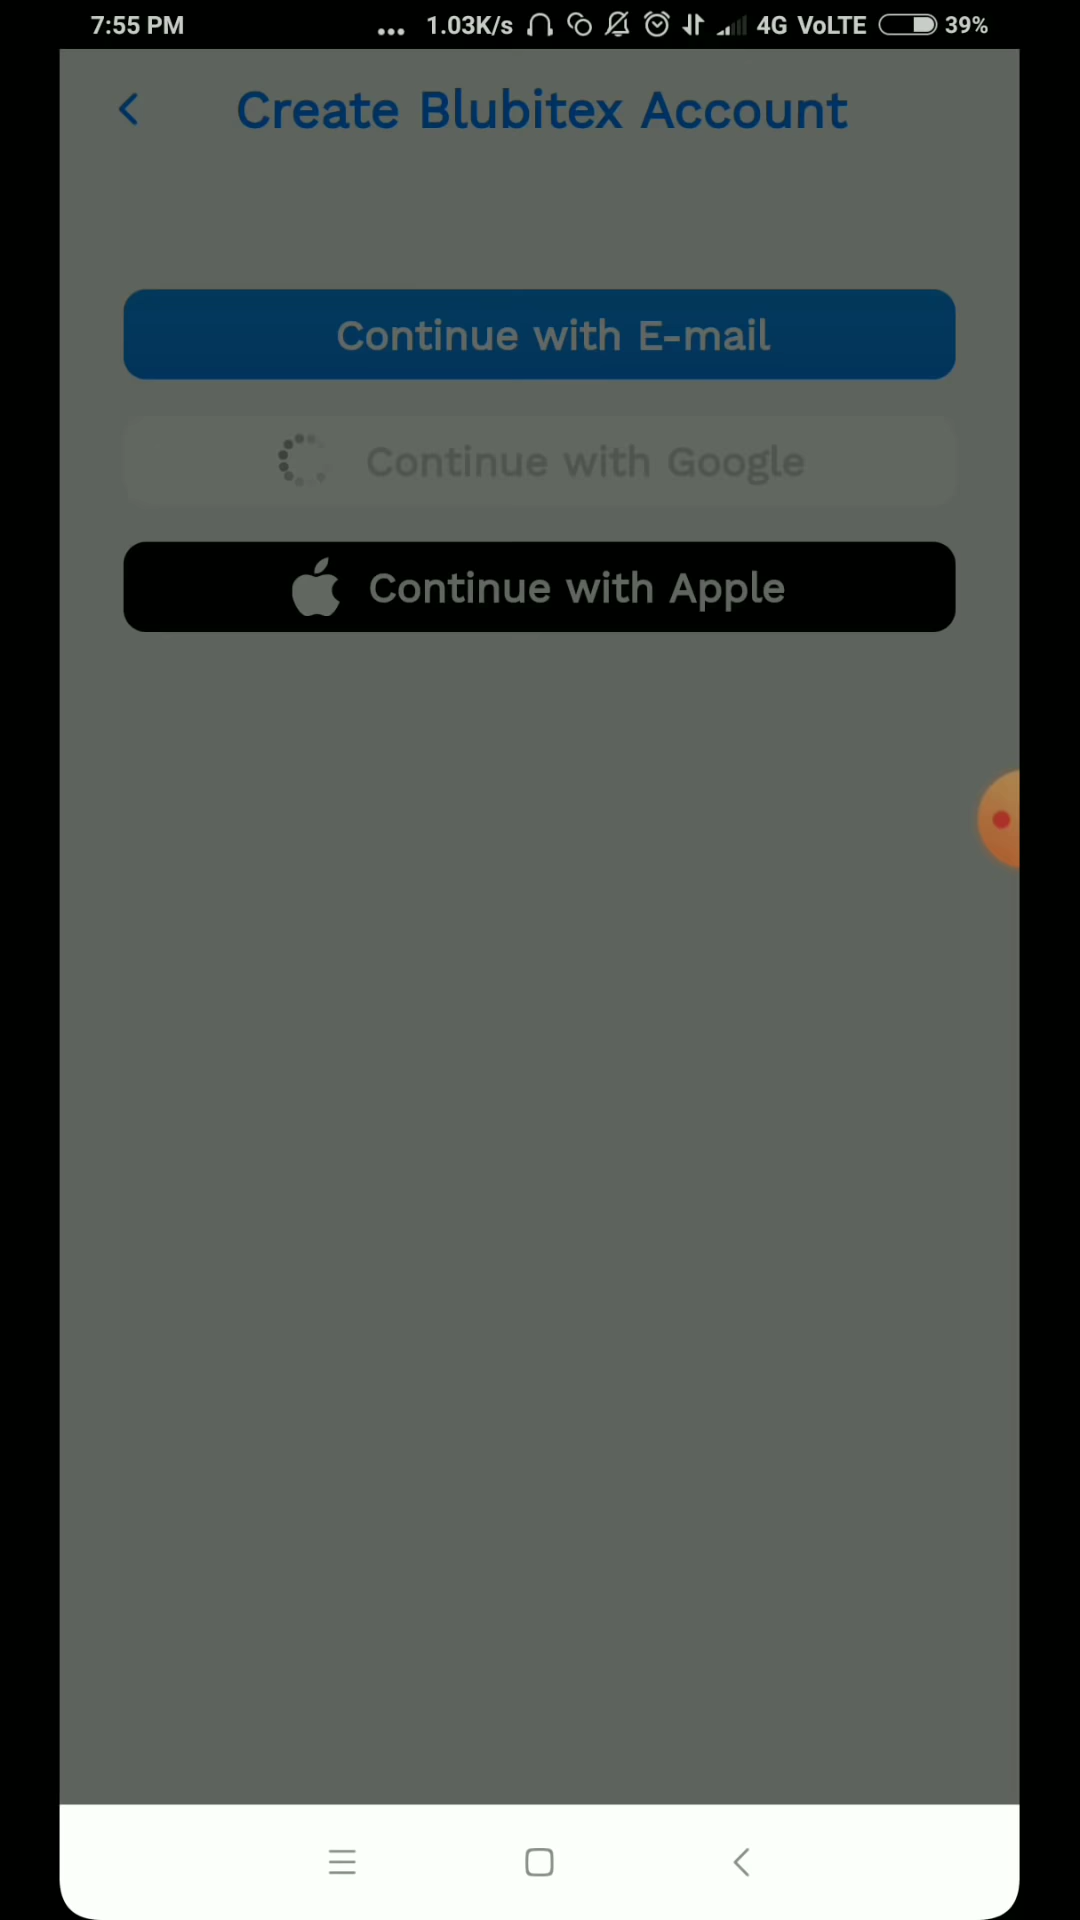 7:55 PM ... 1.03K/s 4G VoLTE 39%
Create Blubitex Account
Continue with E-mail
Continue with Google
Continue with Apple